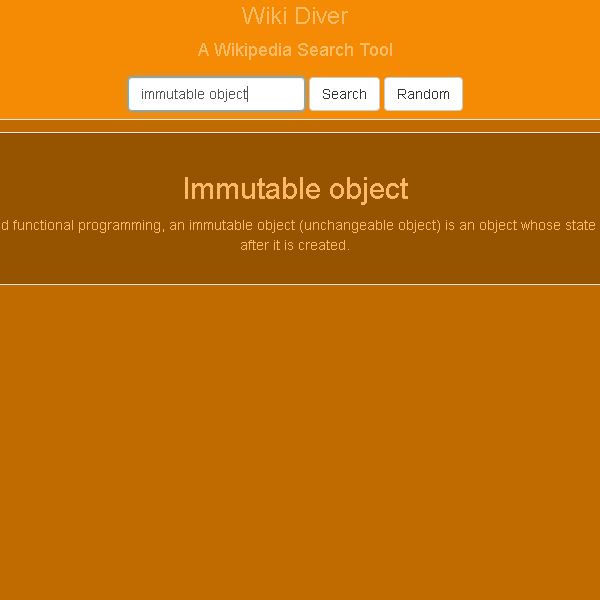 Wiki Diver
A Wikipedia Search Tool
immutable object
Search
Random
Immutable object
d functional programming, an immutable object (unchangeable object) is an object whose state
after it is created.